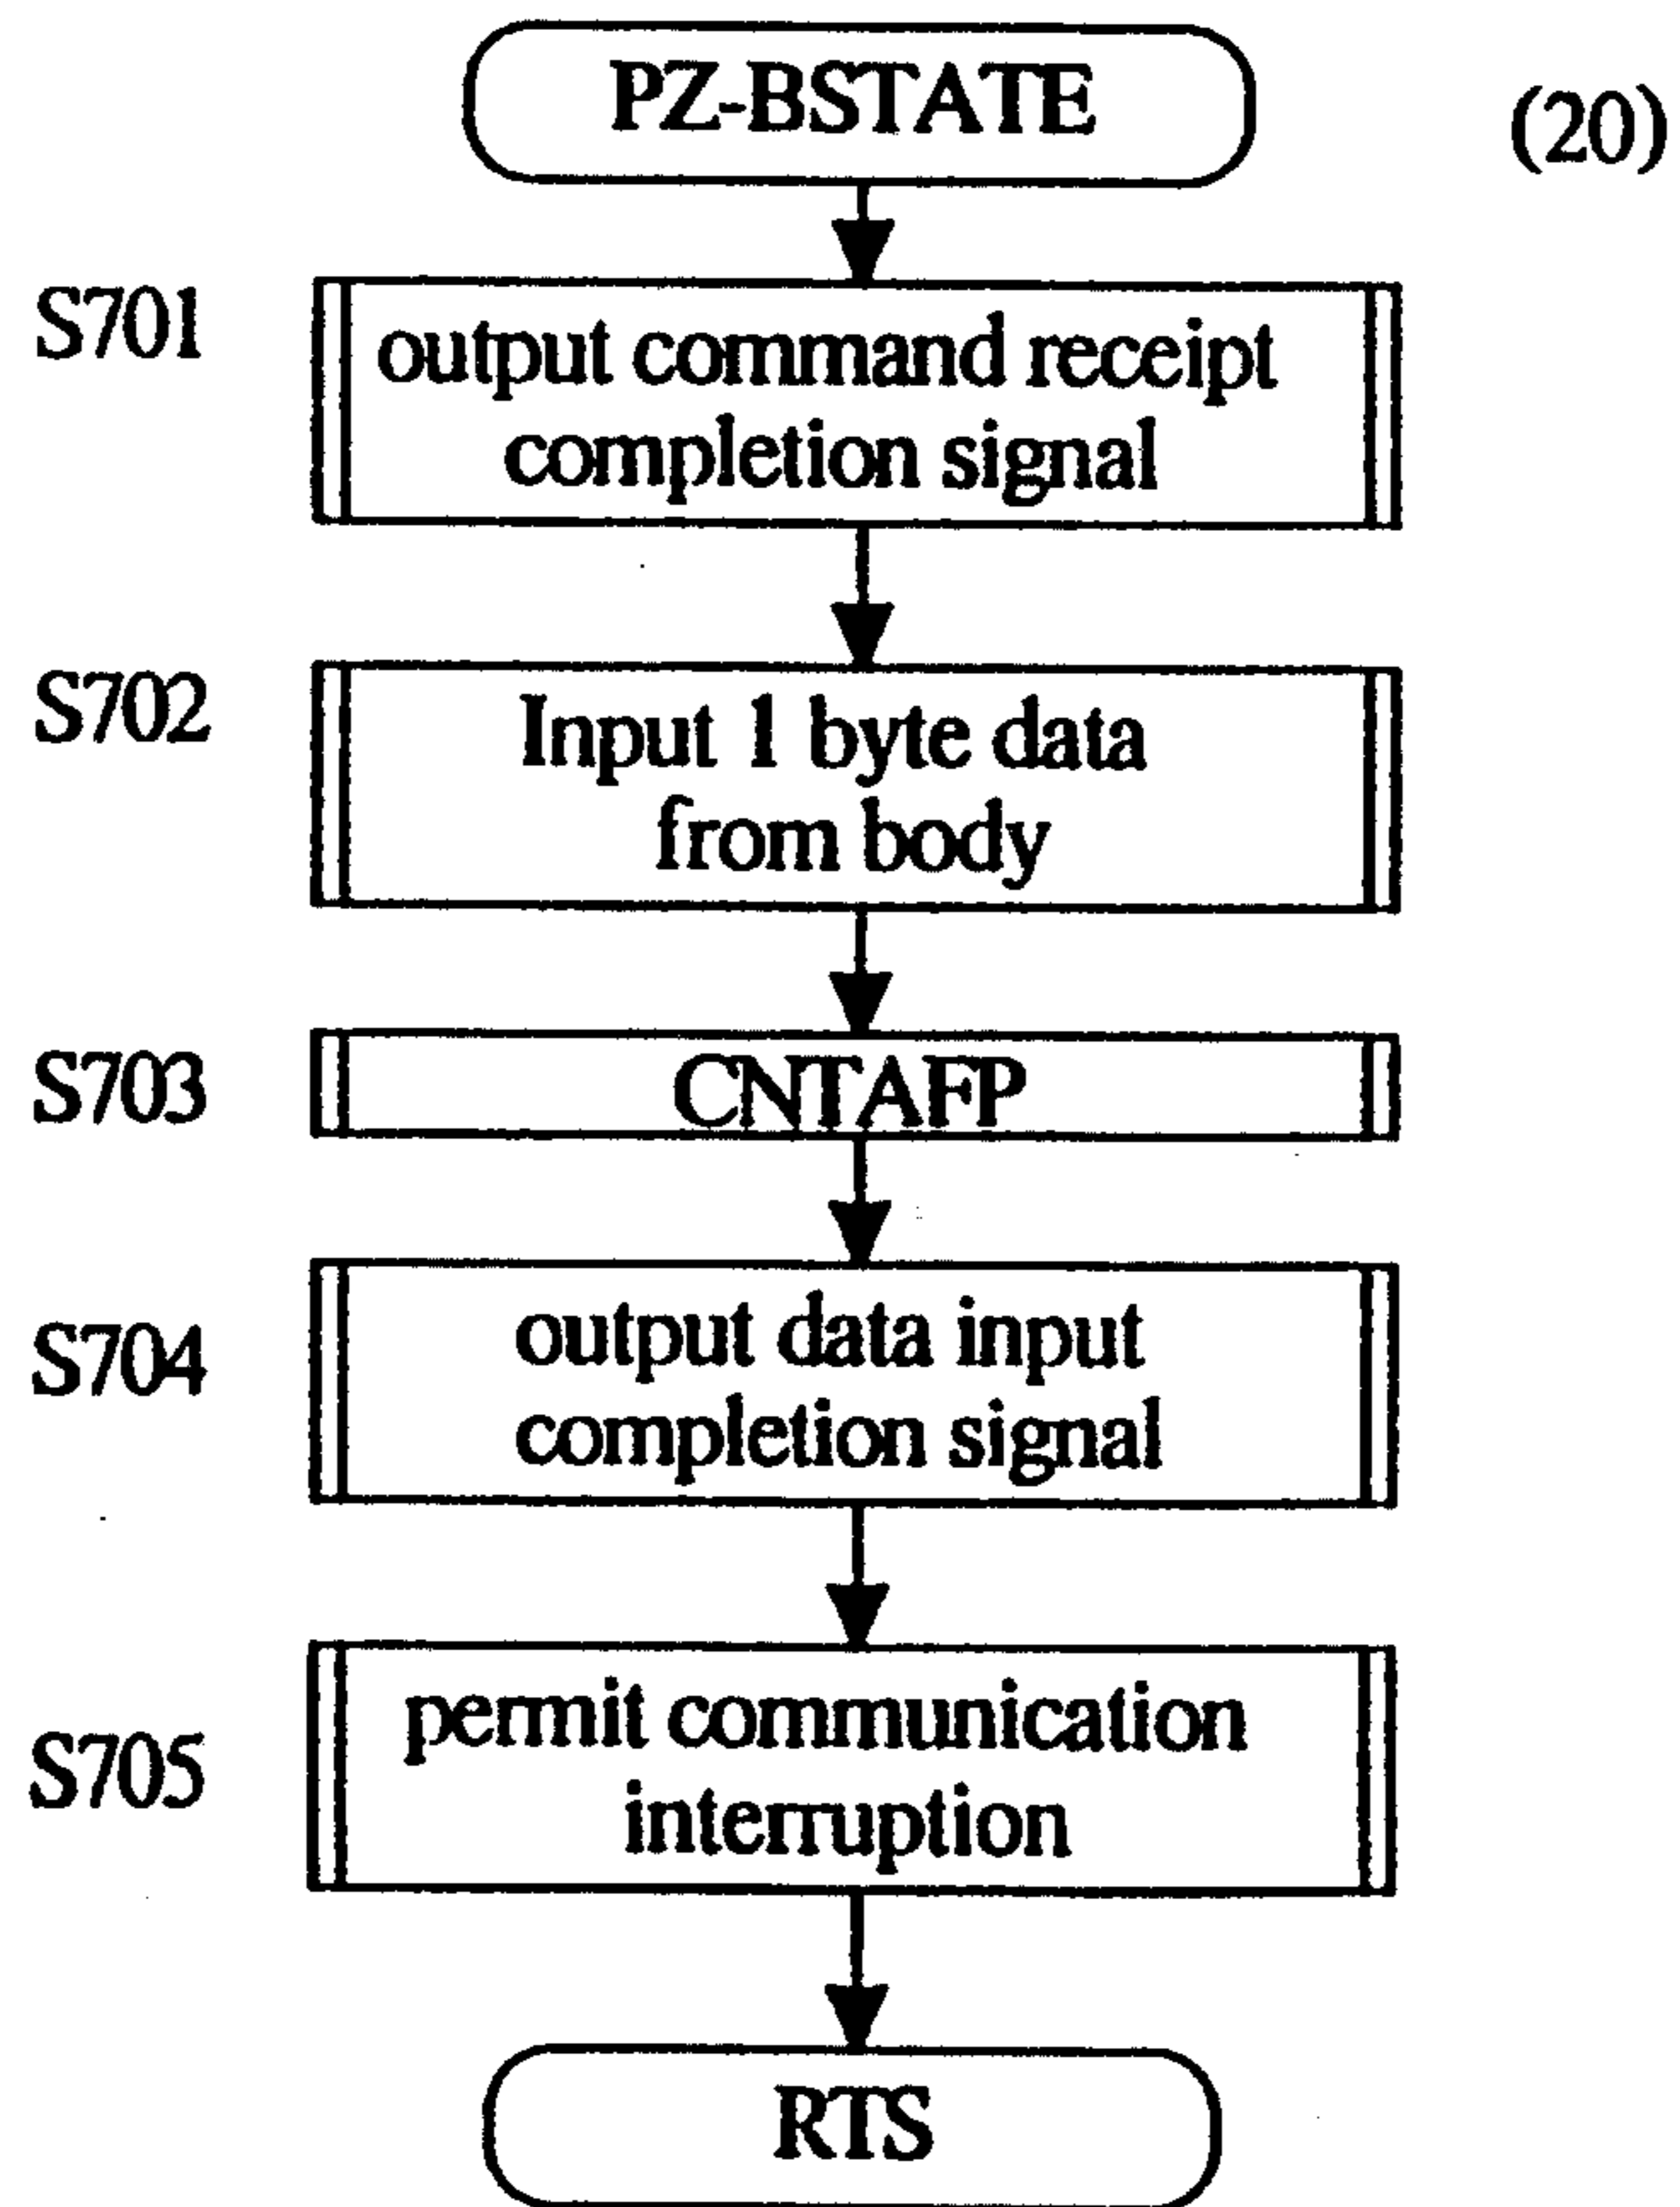 PZ-BSTATE
(20)
S701
output command receipt
completion signal
S702
Input 1 byte data
from body
S703
CNTAFP
S704
output data input
completion signal
S705
permit communication
interruption
RTS